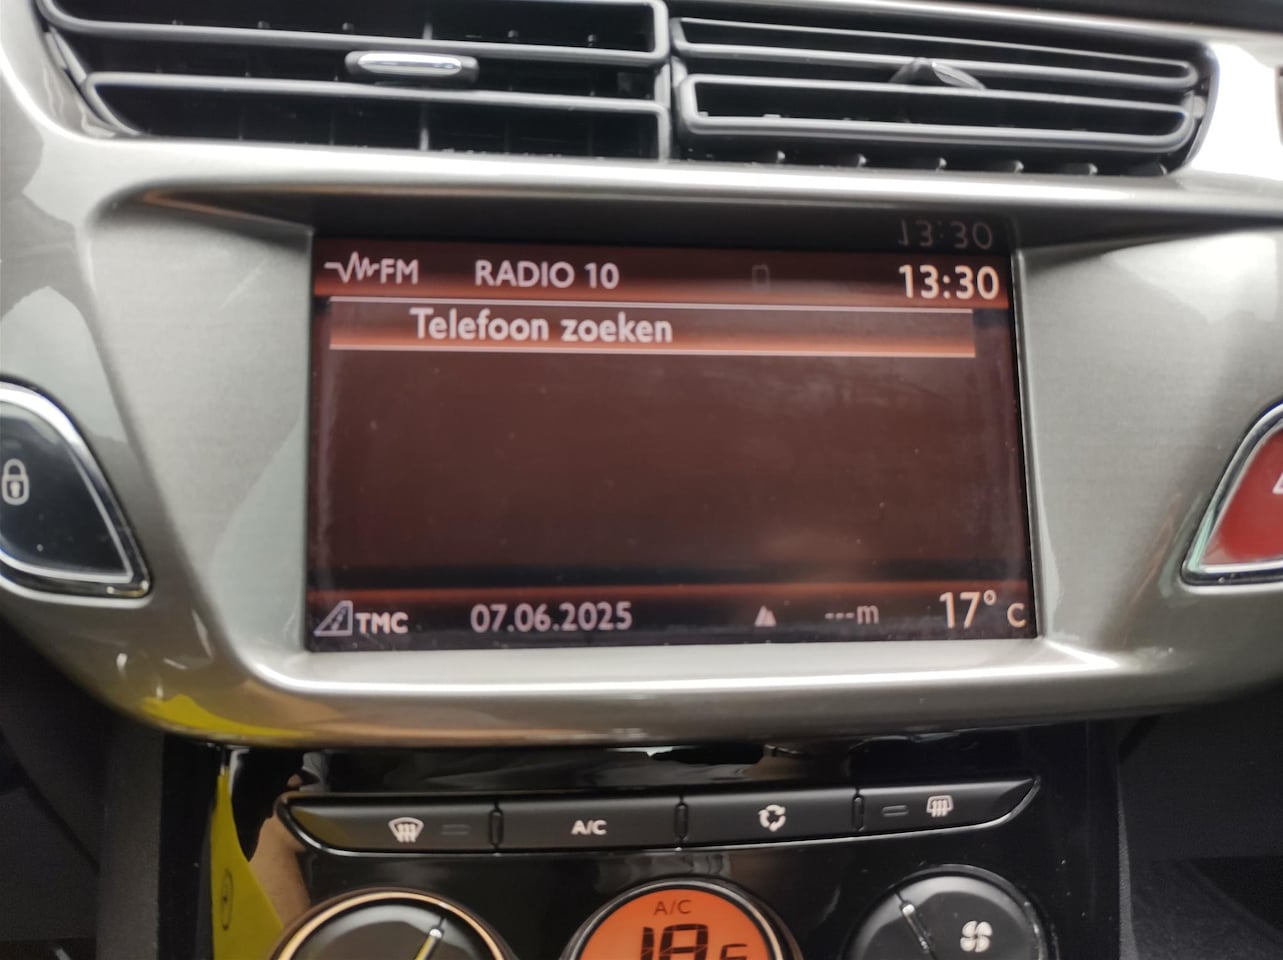 13:30
FM RADIO 10 13:30
Telefoon zoeken
TMC 07.06.2025 ---m 17° C
A/C
A/C